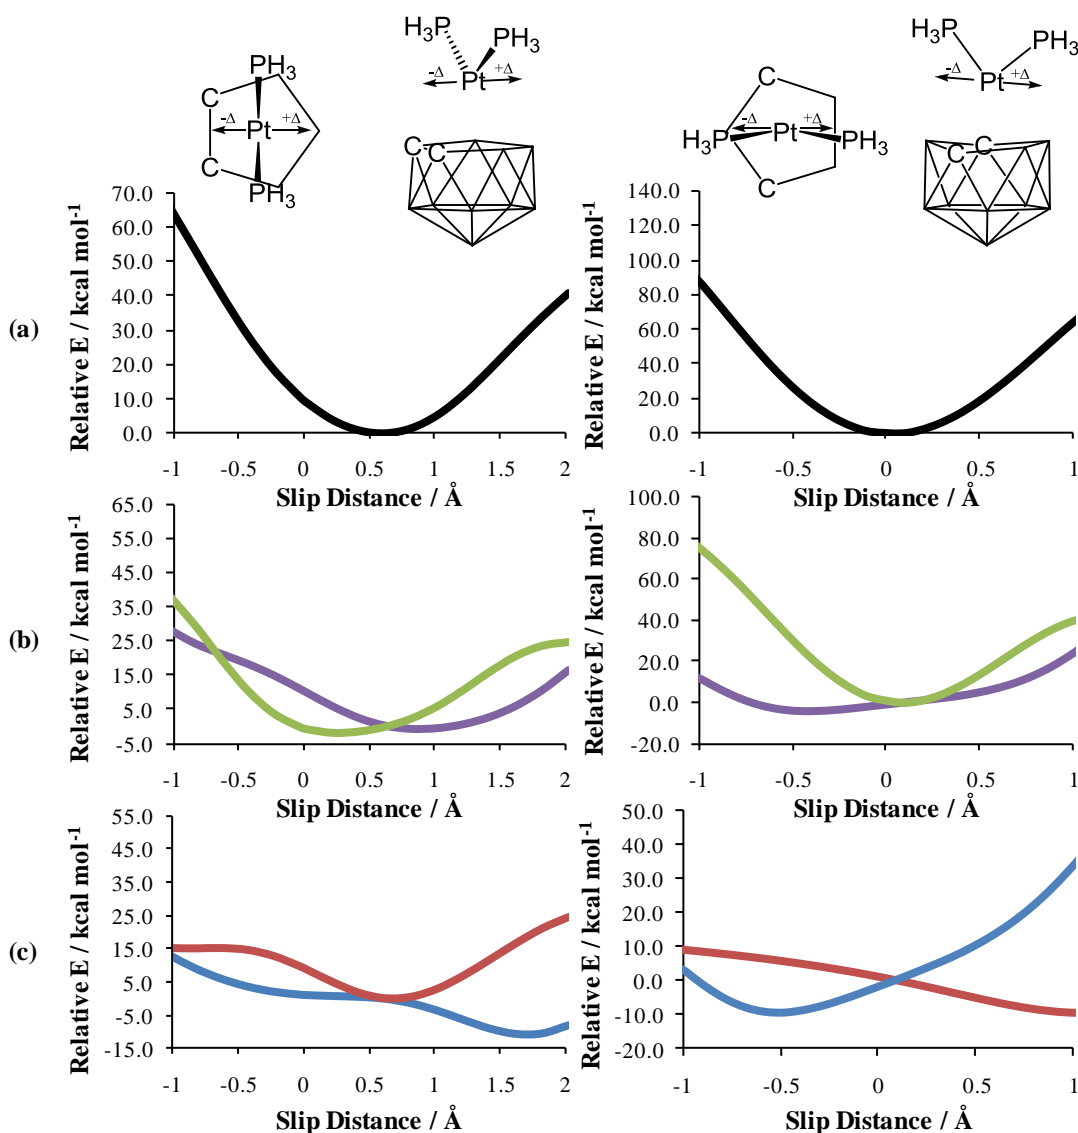 H₃P
PH₃
-Δ
+Δ
Pt
C
C
PH₃
C
-Δ
+Δ
Pt
C
PH₃
H₃P
PH₃
-Δ
+Δ
Pt
C
C
C
-Δ
+Δ
H₃P
Pt
PH₃
C
(a)
Relative E / kcal mol⁻¹
70.0
60.0
50.0
40.0
30.0
20.0
10.0
0.0
-1
-0.5
0
0.5
1
1.5
2
Slip Distance / Å
Relative E / kcal mol⁻¹
140.0
120.0
100.0
80.0
60.0
40.0
20.0
0.0
-1
-0.5
0
0.5
1
Slip Distance / Å
(b)
Relative E / kcal mol⁻¹
65.0
55.0
45.0
35.0
25.0
15.0
5.0
-5.0
-1
-0.5
0
0.5
1
1.5
2
Slip Distance / Å
Relative E / kcal mol⁻¹
100.0
80.0
60.0
40.0
20.0
0.0
-20.0
-1
-0.5
0
0.5
1
Slip Distance / Å
(c)
Relative E / kcal mol⁻¹
55.0
45.0
35.0
25.0
15.0
5.0
-5.0
-15.0
-1
-0.5
0
0.5
1
1.5
2
Slip Distance / Å
Relative E / kcal mol⁻¹
50.0
40.0
30.0
20.0
10.0
0.0
-10.0
-20.0
-1
-0.5
0
0.5
1
Slip Distance / Å